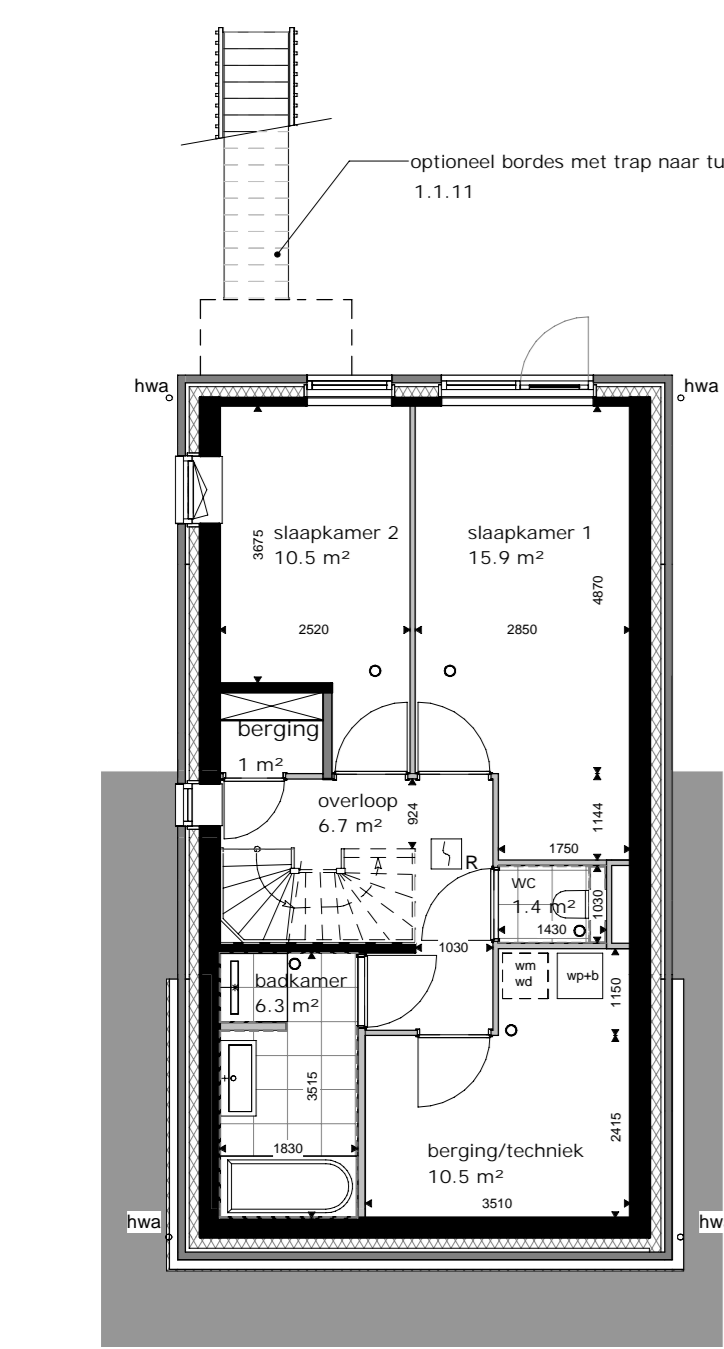 optioneel bordes met trap naar tu
1.1.11
hwa
hwa
slaapkamer 2
10.5 m²
slaapkamer 1
15.9 m²
3675
4870
2520
2850
berging
1 m²
overloop
6.7 m²
924
1144
R
1750
wc
1.4 m²
1030
1430
1030
badkamer
6.3 m²
wm
wd
wp+b
1150
3515
2415
1830
berging/techniek
10.5 m²
3510
hwa
hw